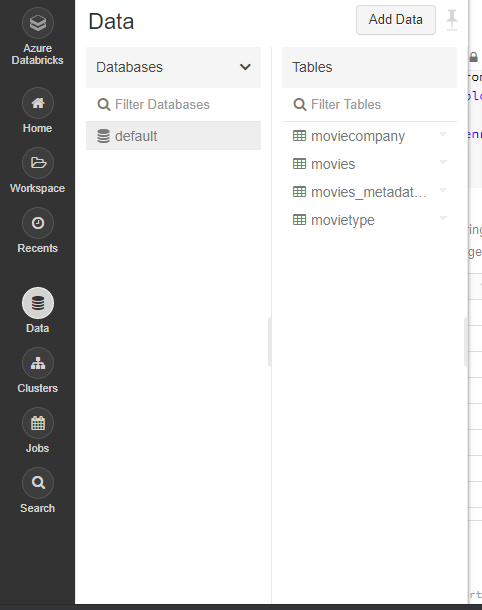 Azure
Databricks
Home
Workspace
Recents
Data
Clusters
Jobs
Search
Data
Add Data
Databases
Filter Databases
default
Tables
Filter Tables
moviecompany
movies
movies_metadat...
movietype